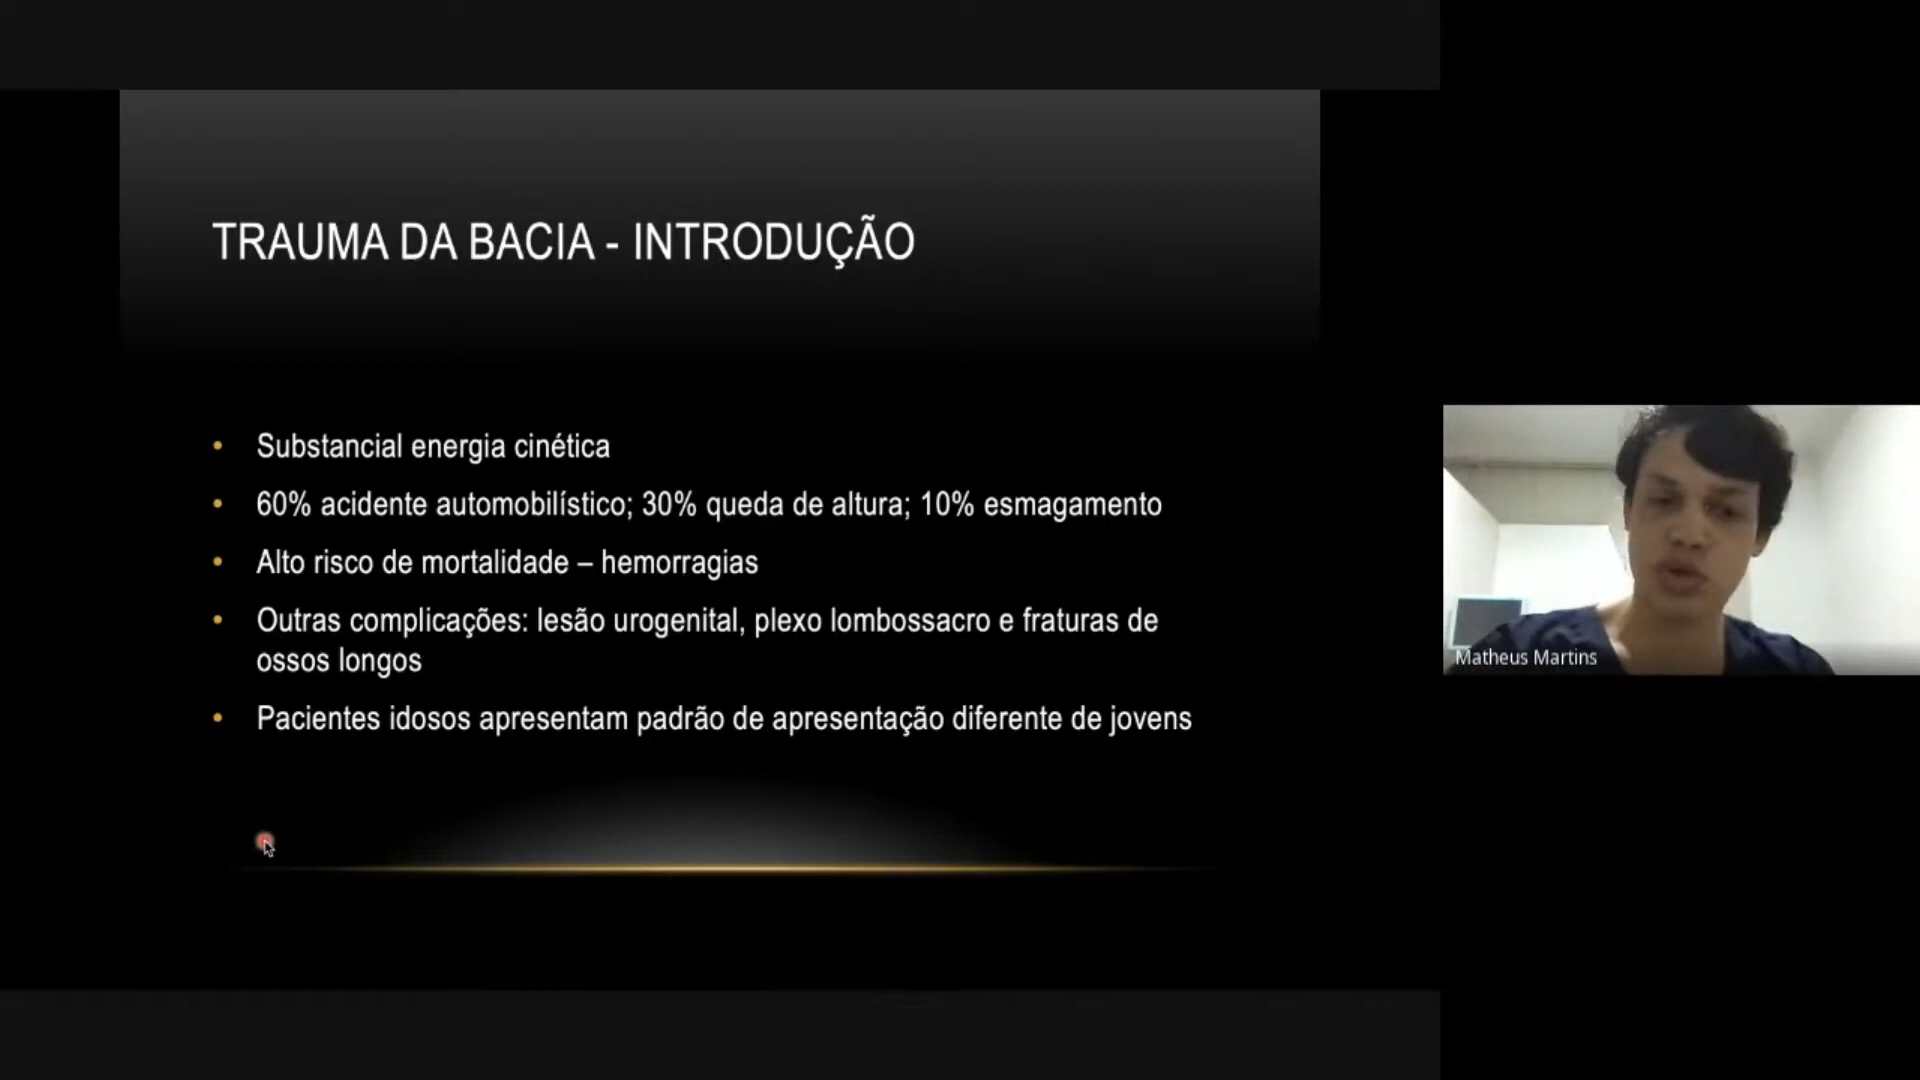 TRAUMA DA BACIA - INTRODUÇÃO
• Substancial energia cinética
• 60% acidente automobilístico; 30% queda de altura; 10% esmagamento
• Alto risco de mortalidade – hemorragias
• Outras complicações: lesão urogenital, plexo lombossacro e fraturas de
ossos longos
• Pacientes idosos apresentam padrão de apresentação diferente de jovens
Matheus Martins